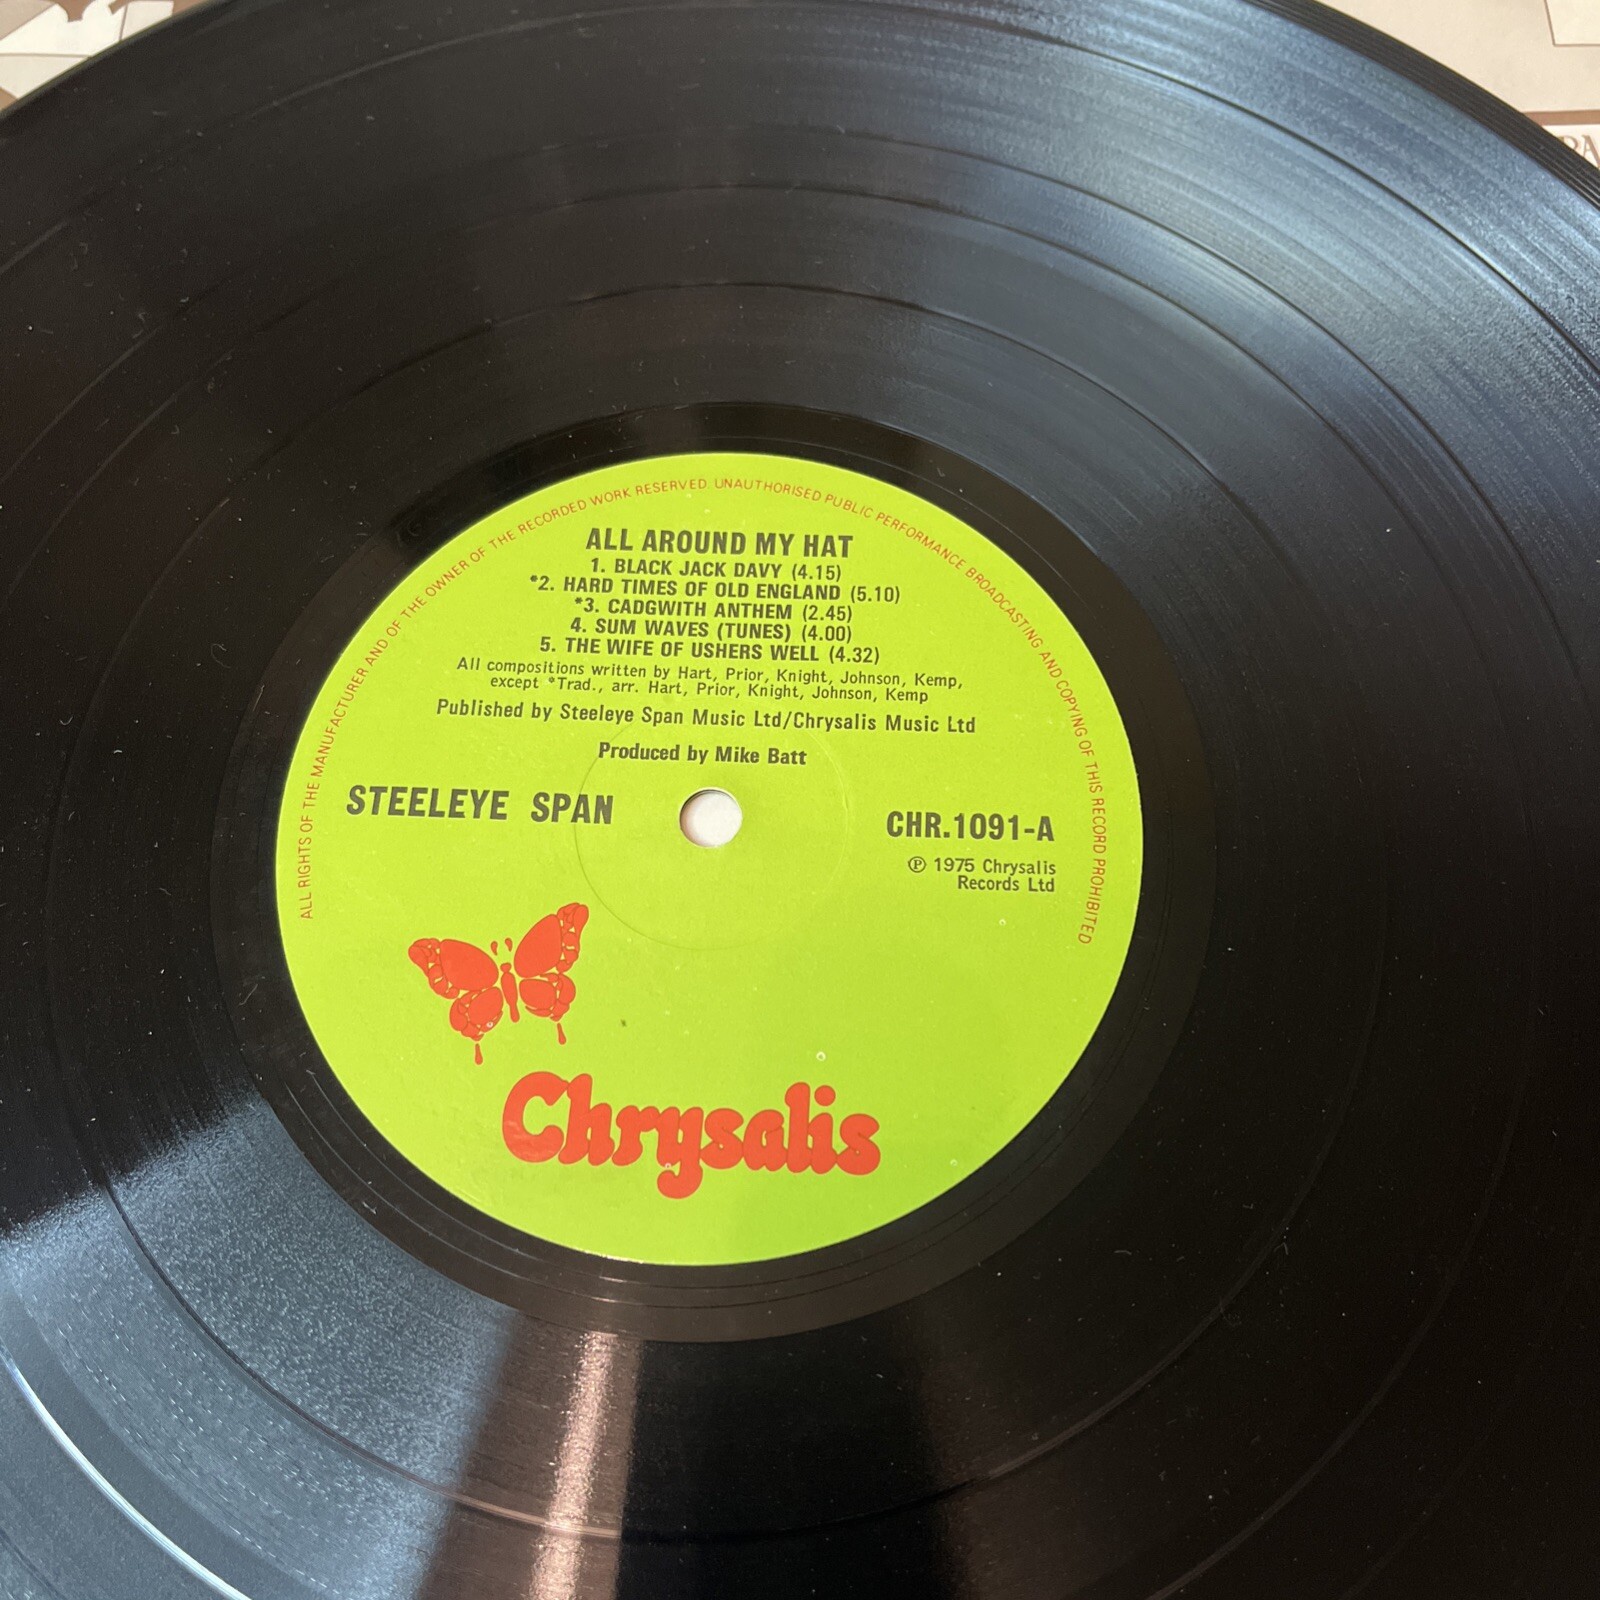 ALL RIGHTS OF THE MANUFACTURER AND OF THE OWNER OF THE RECORDED WORK RESERVED. UNAUTHORISED PUBLIC PERFORMANCE BROADCASTING AND COPYING OF THIS RECORD PROHIBITED
ALL AROUND MY HAT
1. BLACK JACK DAVY (4.15)
*2. HARD TIMES OF OLD ENGLAND (5.10)
*3. CADGWITH ANTHEM (2.45)
4. SUM WAVES (TUNES) (4.00)
5. THE WIFE OF USHERS WELL (4.32)
All compositions written by Hart, Prior, Knight, Johnson, Kemp,
except *Trad., arr. Hart, Prior, Knight, Johnson, Kemp
Published by Steeleye Span Music Ltd/Chrysalis Music Ltd
Produced by Mike Batt
STEELEYE SPAN
CHR.1091-A
℗ 1975 Chrysalis
Records Ltd
Chrysalis